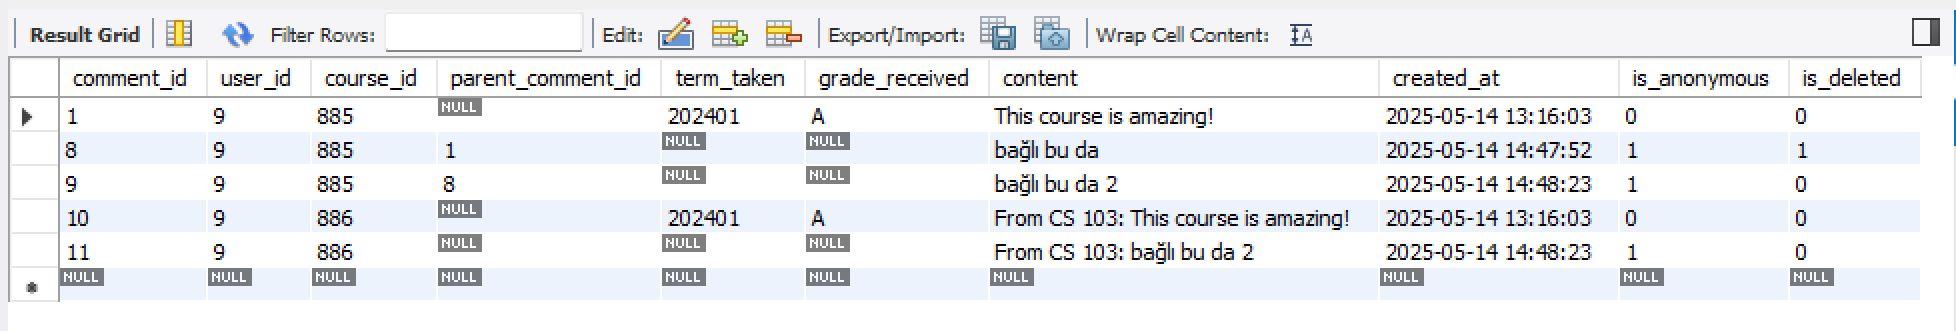 Result Grid Filter Rows: Edit: Export/Import: Wrap Cell Content: IA
comment_id user_id course_id parent_comment_id term_taken grade_received content created_at is_anonymous is_deleted
1 9 885 NULL 202401 A This course is amazing! 2025-05-14 13:16:03 0 0
8 9 885 1 NULL NULL bağlı bu da 2025-05-14 14:47:52 1 1
9 9 885 8 NULL NULL bağlı bu da 2 2025-05-14 14:48:23 1 0
10 9 886 NULL 202401 A From CS 103: This course is amazing! 2025-05-14 13:16:03 0 0
11 9 886 NULL NULL NULL From CS 103: bağlı bu da 2 2025-05-14 14:48:23 1 0
NULL NULL NULL NULL NULL NULL NULL NULL NULL NULL